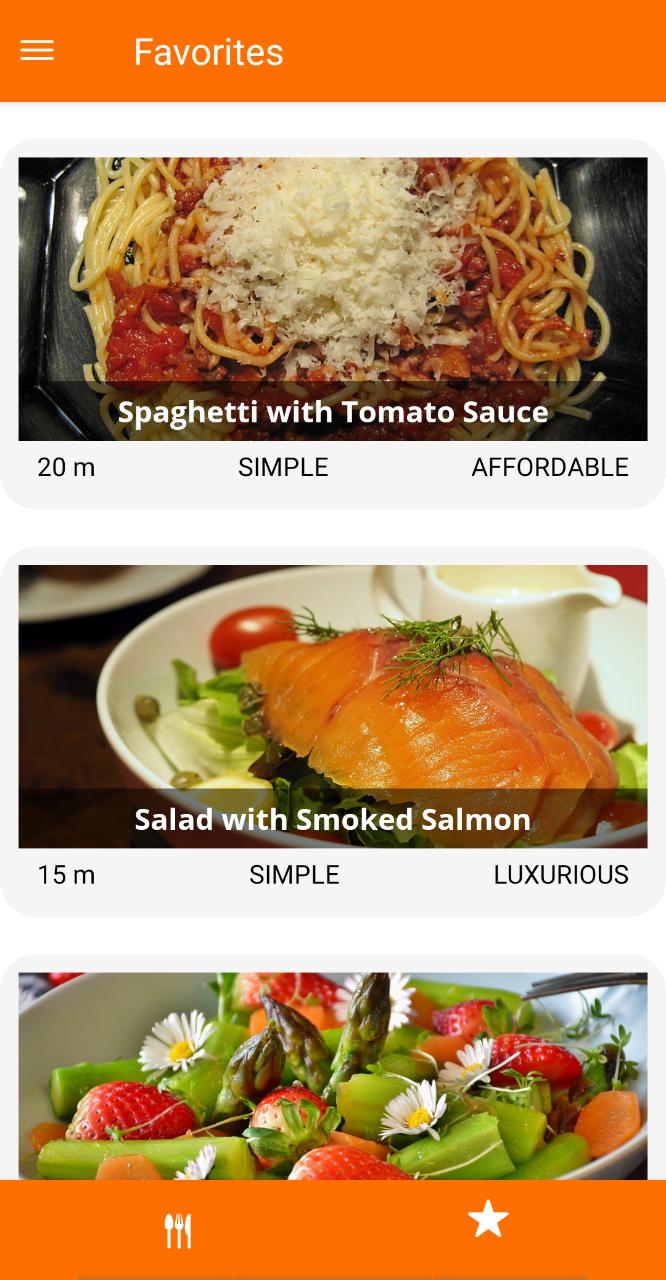 Favorites
Spaghetti with Tomato Sauce
20 m SIMPLE AFFORDABLE
Salad with Smoked Salmon
15 m SIMPLE LUXURIOUS